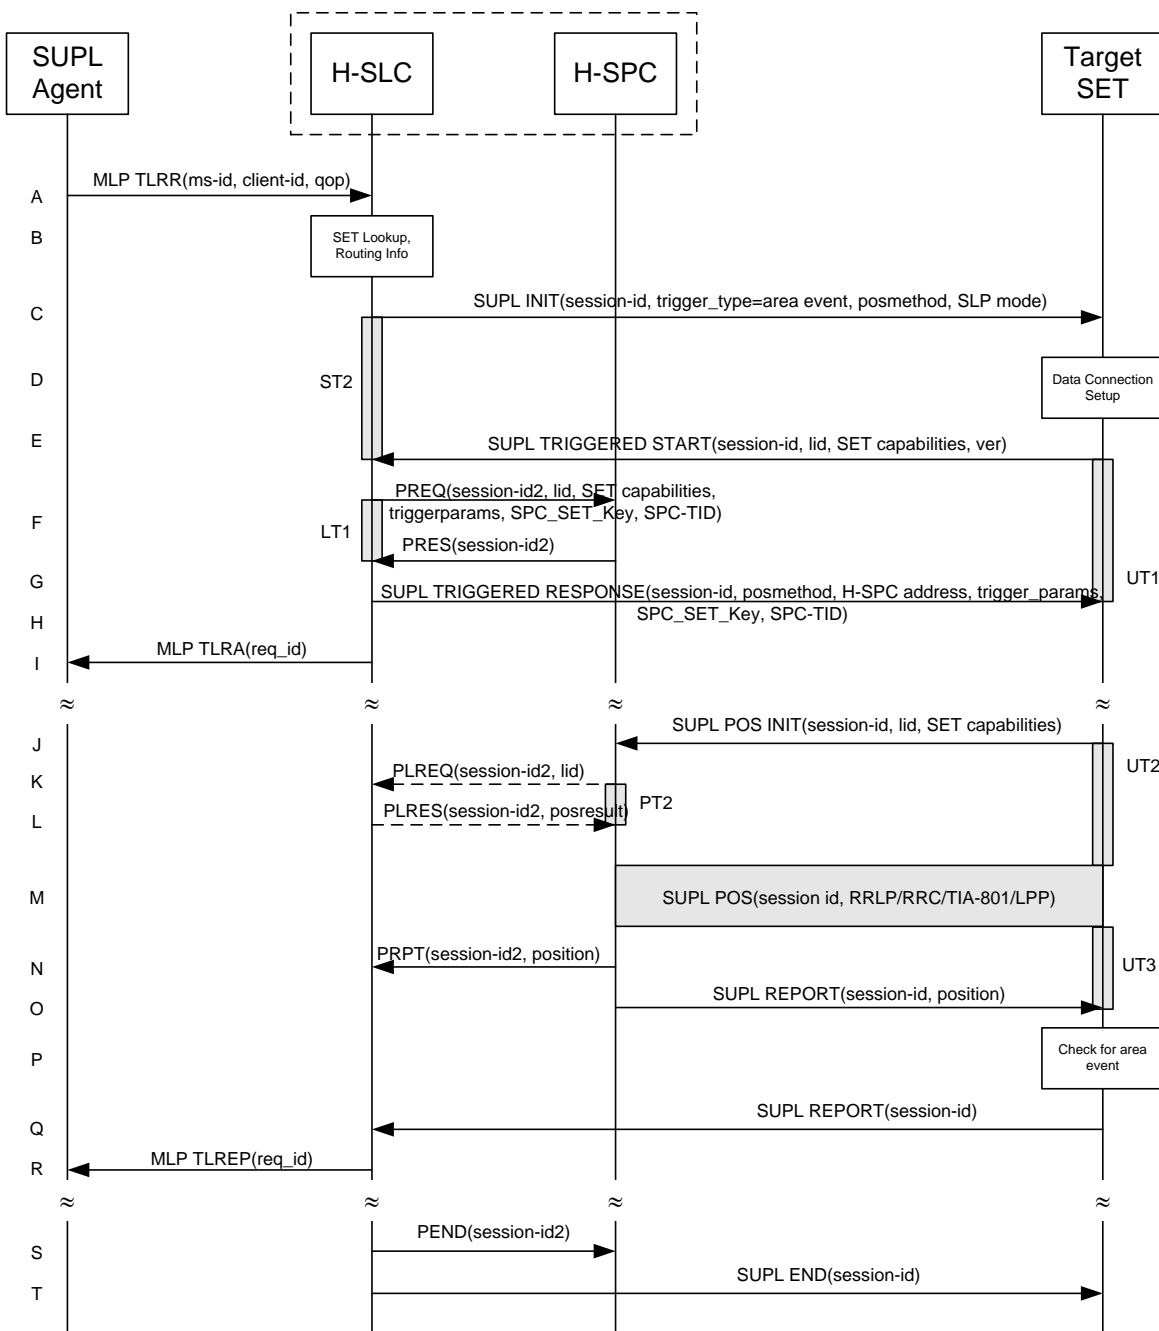 SUPL
Agent
H-SLC
H-SPC
Target
SET
A
MLP TLRR(ms-id, client-id, qop)
B
SET Lookup,
Routing Info
C
SUPL INIT(session-id, trigger_type=area event, posmethod, SLP mode)
D
ST2
Data Connection
Setup
E
SUPL TRIGGERED START(session-id, lid, SET capabilities, ver)
F
LT1
PREQ(session-id2, lid, SET capabilities,
triggerparams, SPC_SET_Key, SPC-TID)
PRES(session-id2)
G
UT1
SUPL TRIGGERED RESPONSE(session-id, posmethod, H-SPC address, trigger_params,
SPC_SET_Key, SPC-TID)
H
I
MLP TLRA(req_id)
≈ ≈ ≈ ≈
J
SUPL POS INIT(session-id, lid, SET capabilities)
UT2
K
PLREQ(session-id2, lid)
PT2
L
PLRES(session-id2, posresult)
M
SUPL POS(session id, RRLP/RRC/TIA-801/LPP)
N
PRPT(session-id2, position)
UT3
O
SUPL REPORT(session-id, position)
P
Check for area
event
Q
SUPL REPORT(session-id)
R
MLP TLREP(req_id)
≈ ≈ ≈ ≈
S
PEND(session-id2)
T
SUPL END(session-id)